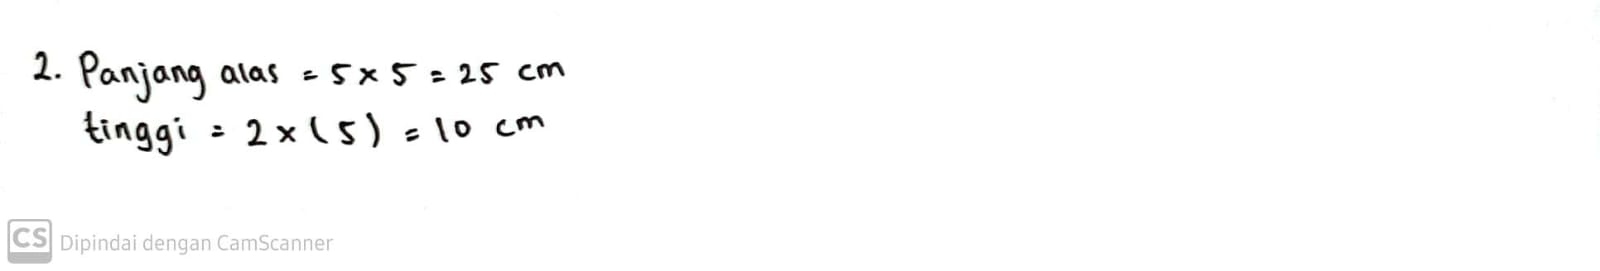 2. Panjang alas = 5 x 5 = 25 cm
tinggi = 2 x (5) = 10 cm
CS Dipindai dengan CamScanner